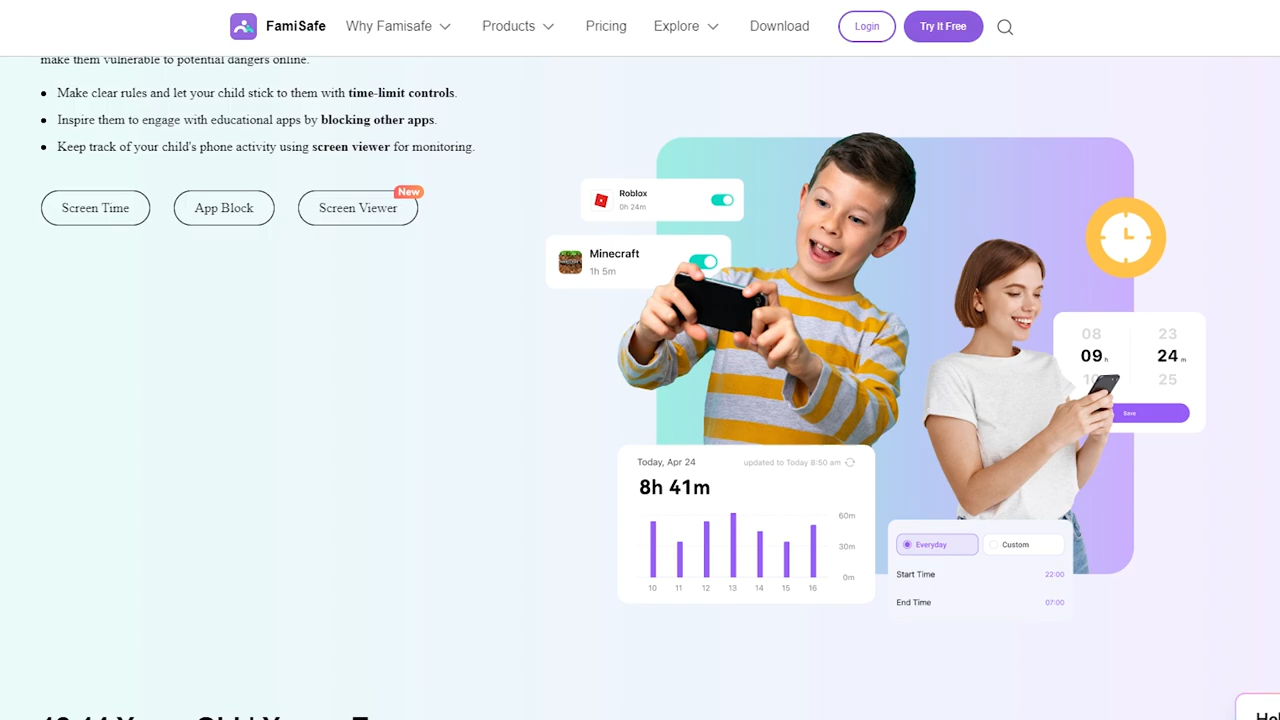 FamiSafe Why Famisafe Products Pricing Explore Download Login Try It Free
make them vulnerable to potential dangers online.
Make clear rules and let your child stick to them with time-limit controls.
Inspire them to engage with educational apps by blocking other apps.
Keep track of your child's phone activity using screen viewer for monitoring.
New
Screen Time App Block Screen Viewer
Roblox
0h 24m
Minecraft
1h 5m
08 23
09 h 24 m
25
Save
Today, Apr 24 updated to Today 8:50 am
8h 41m
60m
30m
0m
10 11 12 13 14 15 16
Everyday Custom
Start Time 22:00
End Time 07:00